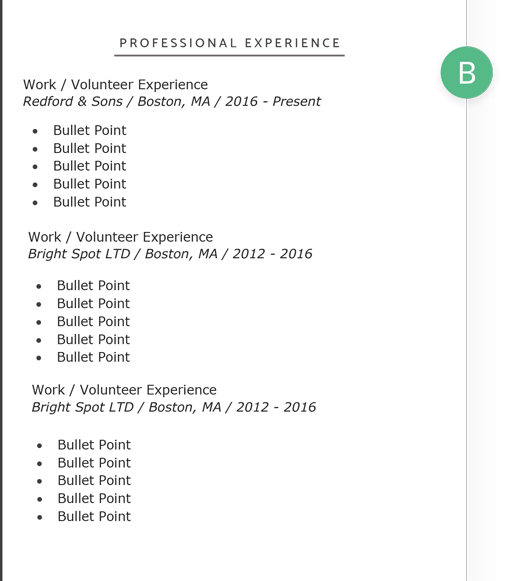 PROFESSIONAL EXPERIENCE
B
Work / Volunteer Experience
Redford & Sons / Boston, MA / 2016 - Present
• Bullet Point
• Bullet Point
• Bullet Point
• Bullet Point
• Bullet Point
Work / Volunteer Experience
Bright Spot LTD / Boston, MA / 2012 - 2016
• Bullet Point
• Bullet Point
• Bullet Point
• Bullet Point
• Bullet Point
Work / Volunteer Experience
Bright Spot LTD / Boston, MA / 2012 - 2016
• Bullet Point
• Bullet Point
• Bullet Point
• Bullet Point
• Bullet Point